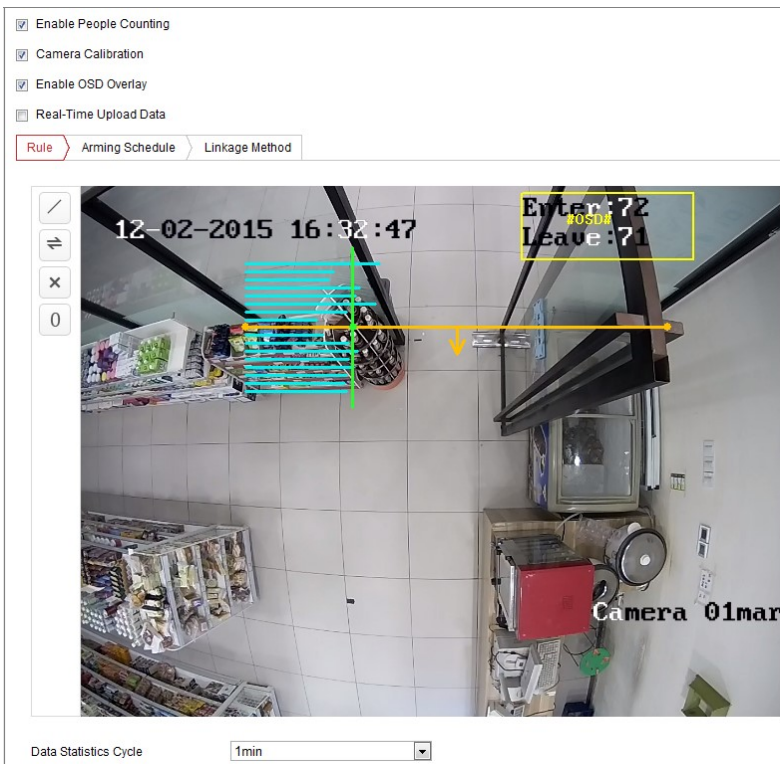 Enable People Counting
Camera Calibration
Enable OSD Overlay
Real-Time Upload Data
Rule
Arming Schedule
Linkage Method
12-02-2015 16:32:47
Enter:72
#OSD#
Leave:71
0
Camera 01mar
Data Statistics Cycle
1min